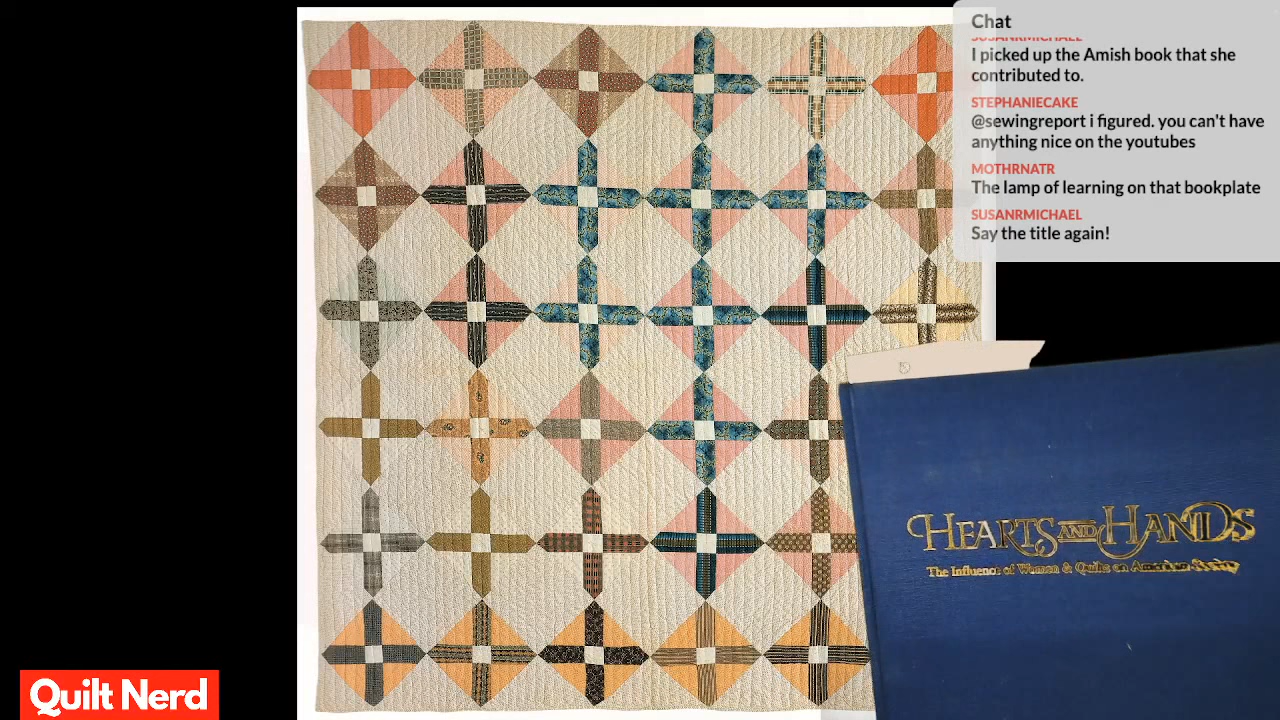 Chat
SUSANRMICHAEL
I picked up the Amish book that she
contributed to.
STEPHANIECAKE
@sewingreport i figured. you can't have
anything nice on the youtubes
MOTHRNATR
The lamp of learning on that bookplate
SUSANRMICHAEL
Say the title again!
HEARTS AND HANDS
The Influence of Women & Quilts on American Society
Quilt Nerd